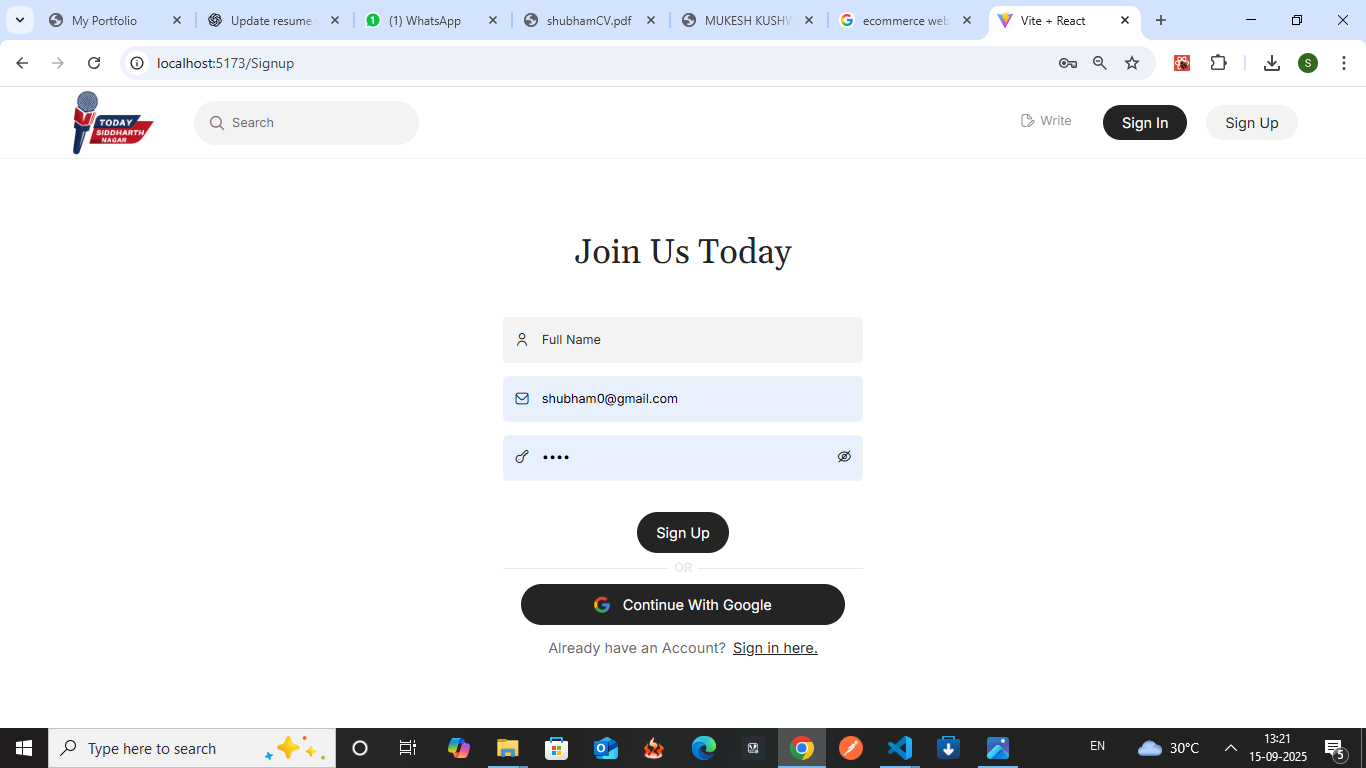 My Portfolio
Update resume
(1) WhatsApp
shubhamCV.pdf
MUKESH KUSHW
ecommerce web
Vite + React
localhost:5173/Signup
S
TODAY
SIDDHARTH
NAGAR
Search
Write
Sign In
Sign Up
Join Us Today
Full Name
shubham0@gmail.com
••••
Sign Up
OR
Continue With Google
Already have an Account? Sign in here.
Type here to search
EN
30°C
13:21
15-09-2025
5